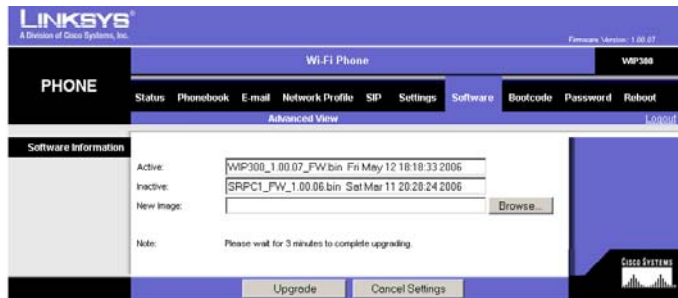 LINKSYS®
A Division of Cisco Systems, Inc.
Firmware Version: 1.00.07
Wi-Fi Phone WIP300
PHONE
Status Phonebook E-mail Network Profile SIP Settings Software Bootcode Password Reboot
Advanced View Logout
Software Information
Active: WIP300_1.00.07_FW.bin Fri May 12 18:18:33 2006
Inactive: SRPC1_FW_1.00.06.bin Sat Mar 11 20:28:24 2006
New Image: Browse...
Note: Please wait for 3 minutes to complete upgrading.
CISCO SYSTEMS
Upgrade Cancel Settings